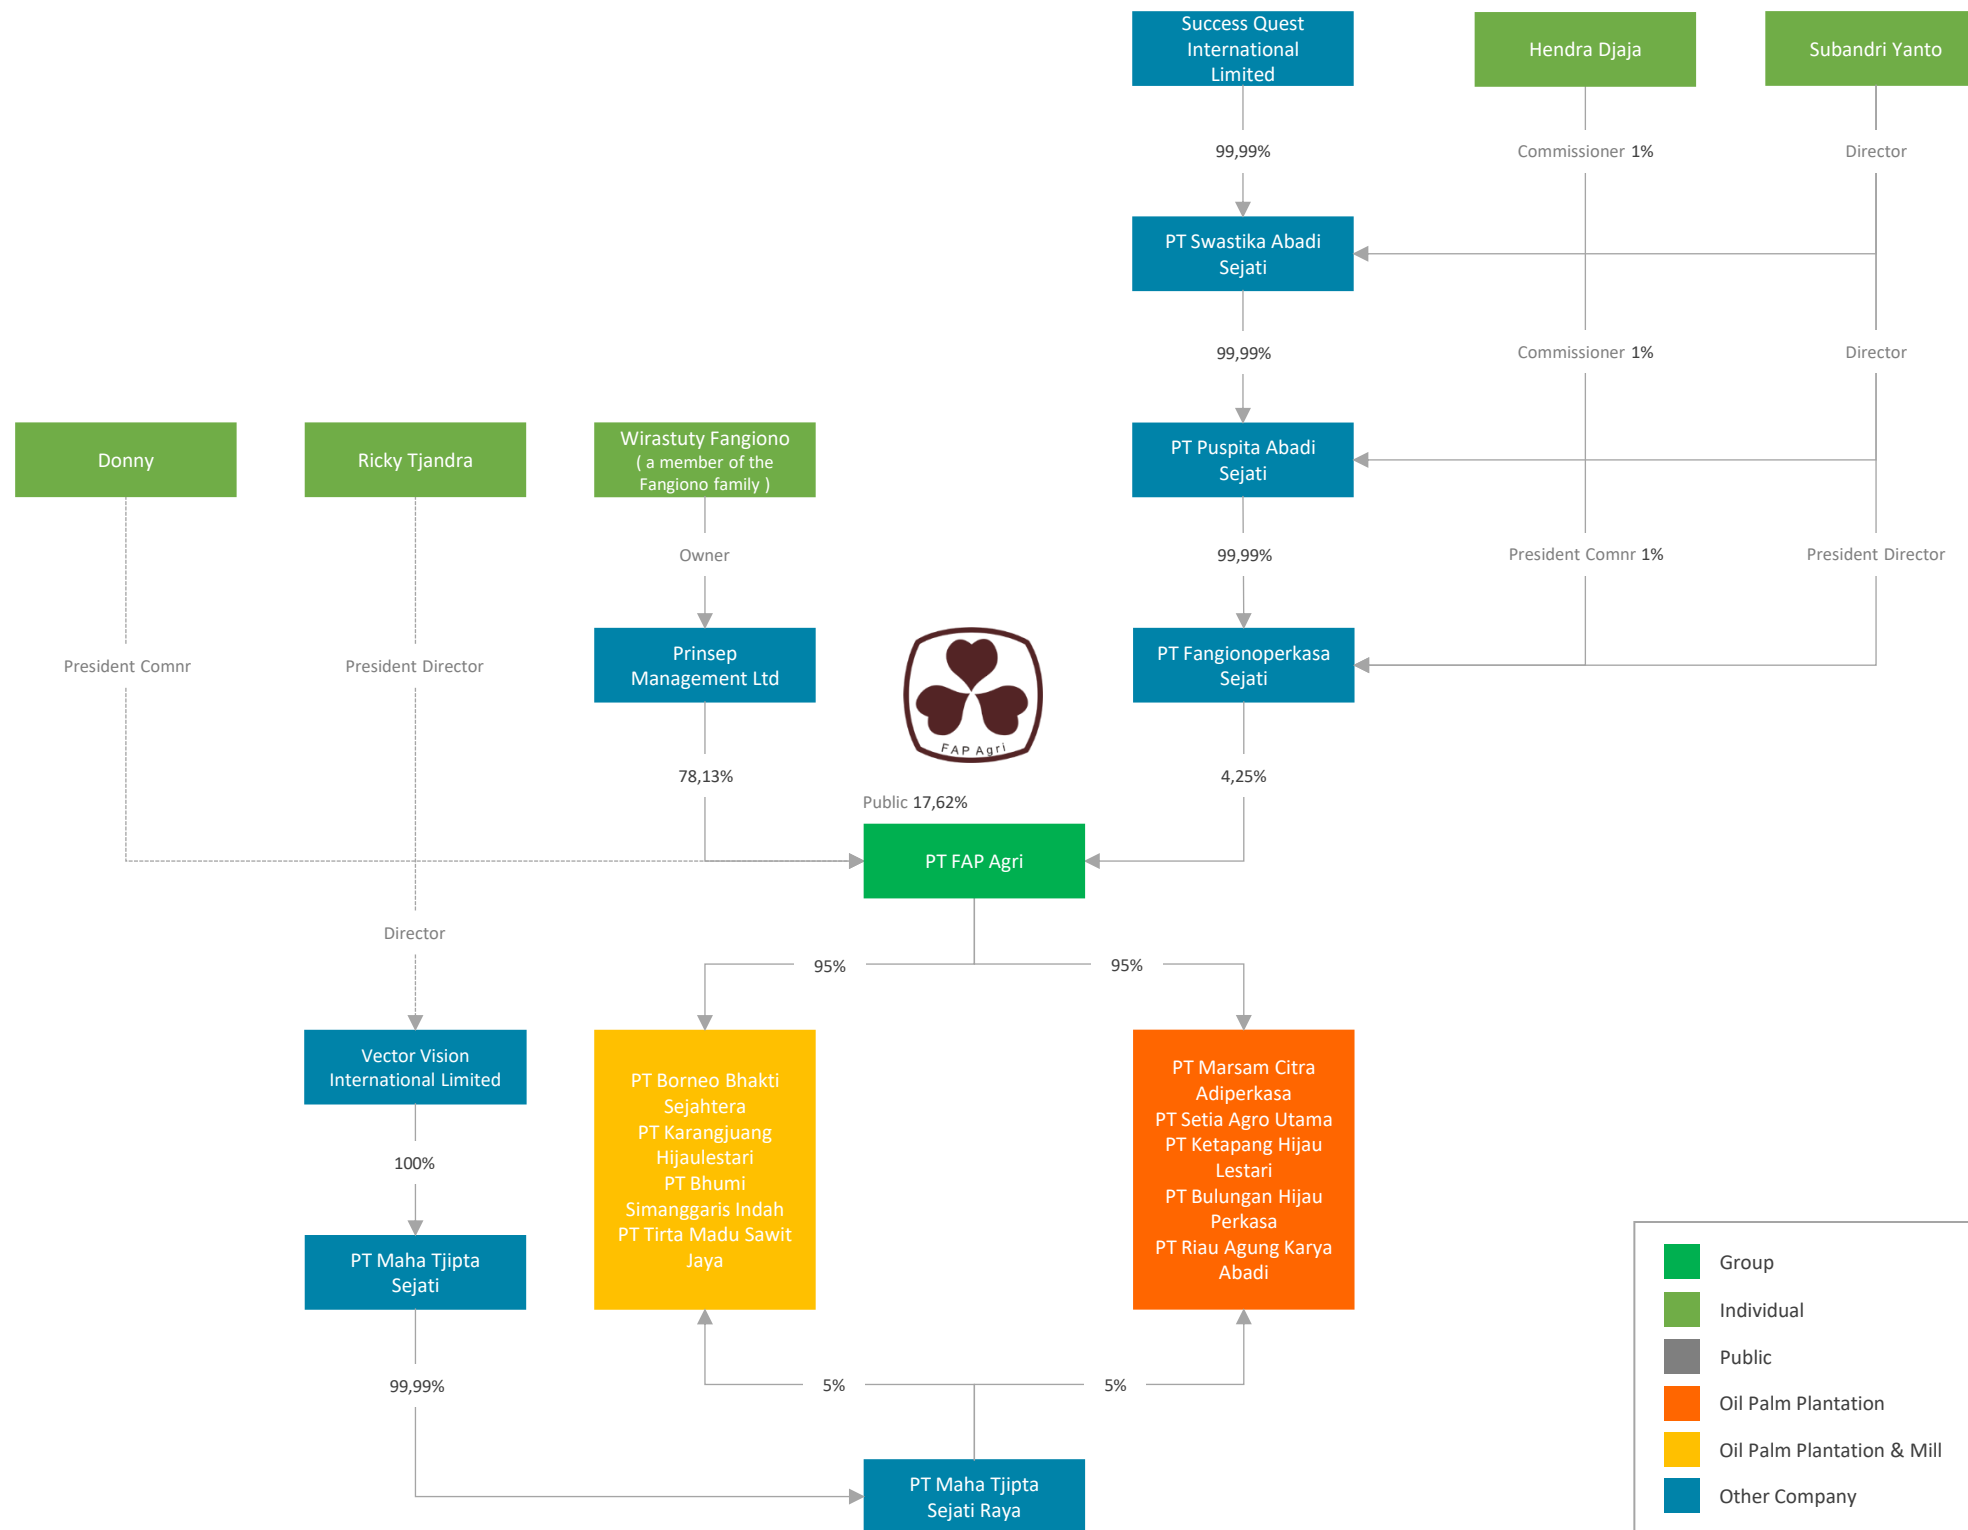 Success Quest
International
Limited
Hendra Djaja
Subandri Yanto
99,99%
Commissioner 1%
Director
PT Swastika Abadi
Sejati
99,99%
Commissioner 1%
Director
Donny
Ricky Tjandra
Wirastuty Fangiono
( a member of the
Fangiono family )
PT Puspita Abadi
Sejati
Owner
99,99%
President Comnr 1%
President Director
President Comnr
President Director
Prinsep
Management Ltd
FAP Agri
PT Fangionoperkasa
Sejati
78,13%
4,25%
Public 17,62%
PT FAP Agri
Director
95%
95%
Vector Vision
International Limited
PT Borneo Bhakti
Sejahtera
PT Karangjuang
Hijaulestari
PT Bhumi
Simanggaris Indah
PT Tirta Madu Sawit
Jaya
PT Marsam Citra
Adiperkasa
PT Setia Agro Utama
PT Ketapang Hijau
Lestari
PT Bulungan Hijau
Perkasa
PT Riau Agung Karya
Abadi
100%
PT Maha Tjipta
Sejati
99,99%
5%
5%
PT Maha Tjipta
Sejati Raya
Group
Individual
Public
Oil Palm Plantation
Oil Palm Plantation & Mill
Other Company